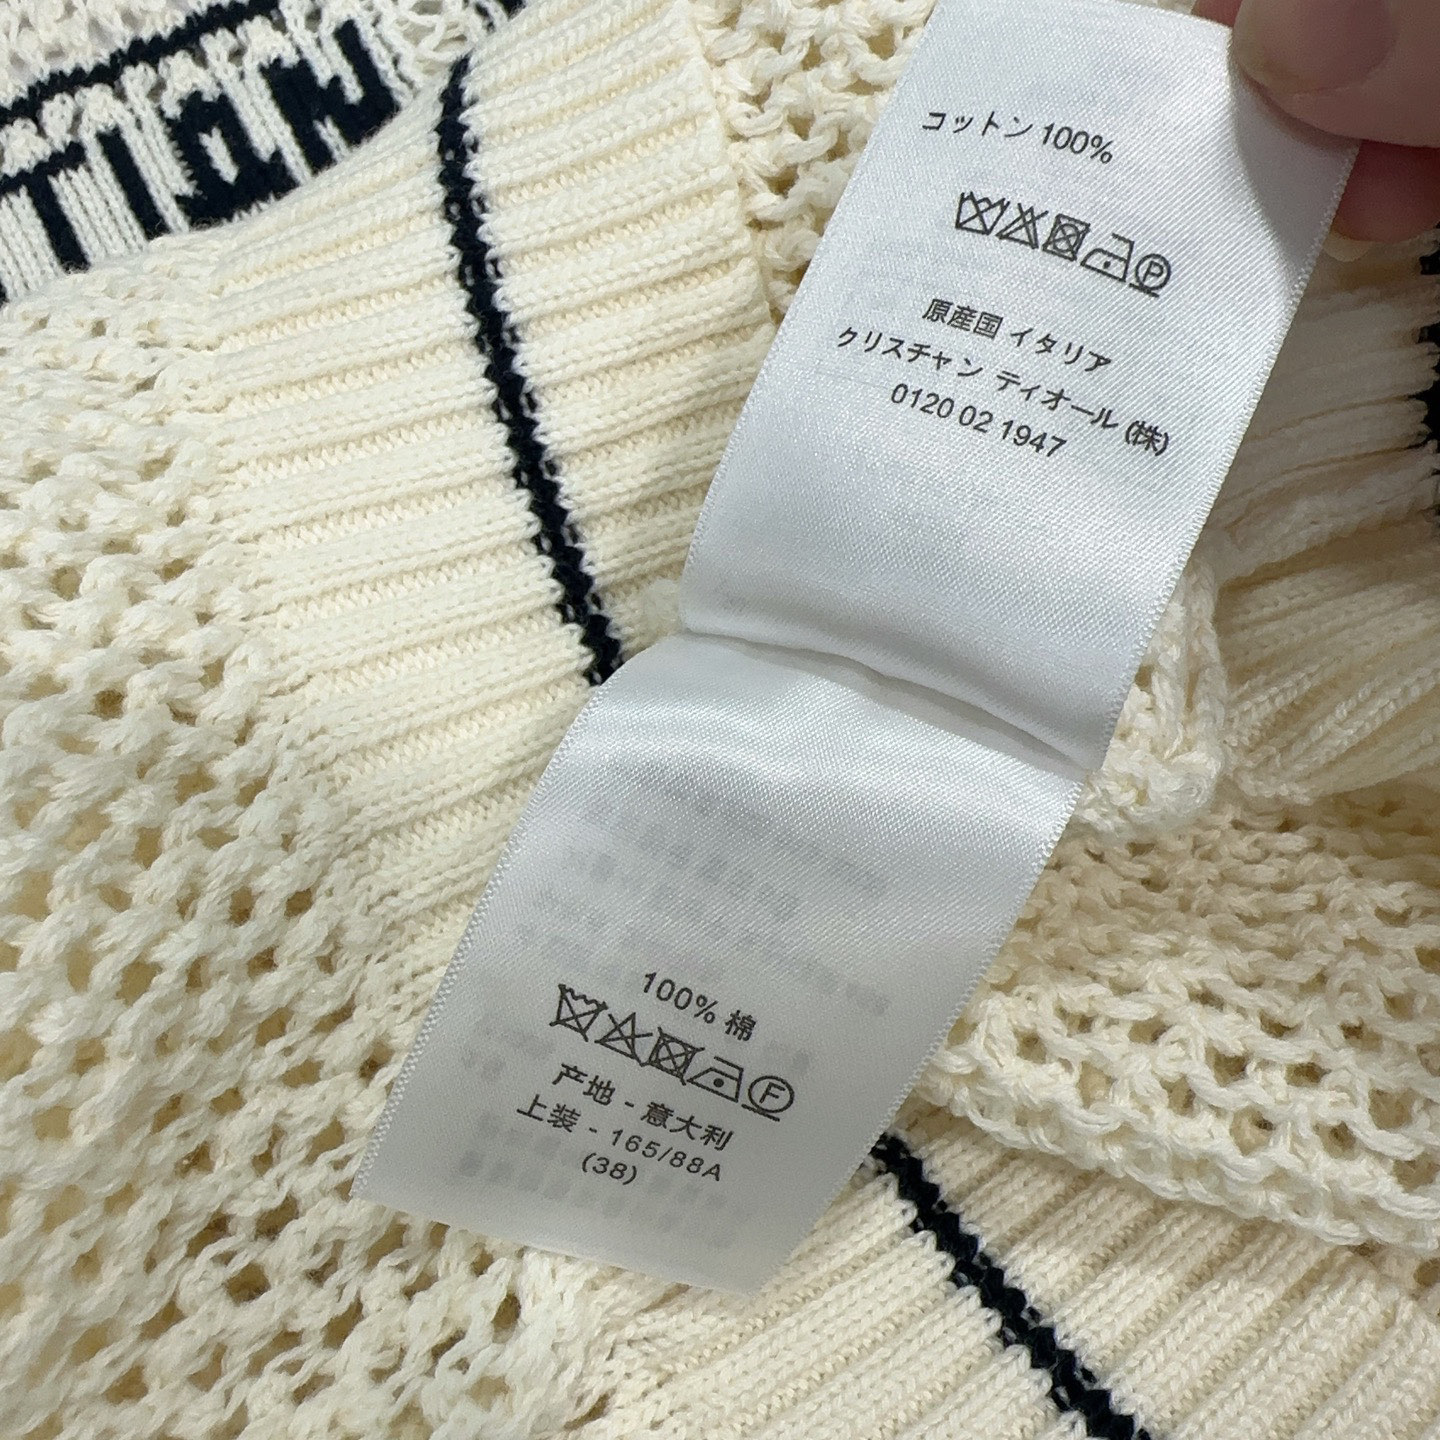 TIAN
コットン 100%
P
原産国 イタリア
クリスチャン ディオール (株)
0120 02 1947
100% 棉
F
产地 - 意大利
上装 - 165/88A
(38)